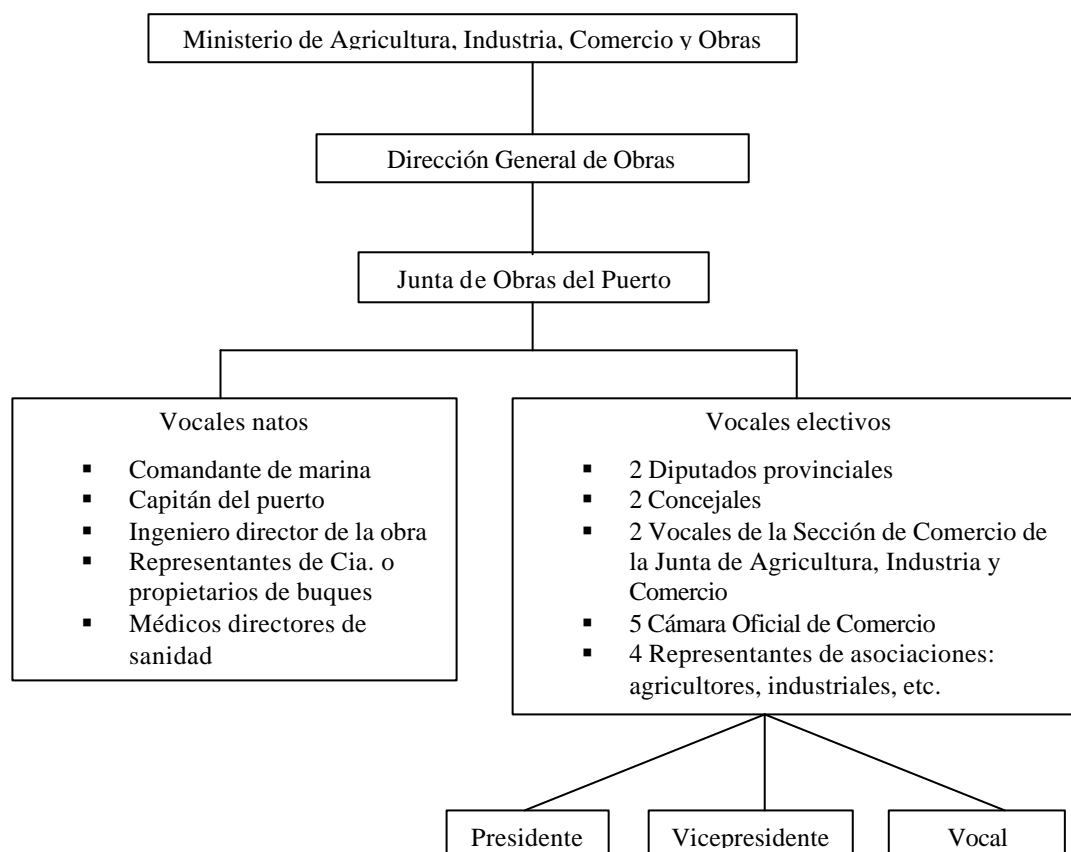 Ministerio de Agricultura, Industria, Comercio y Obras
Dirección General de Obras
Junta de Obras del Puerto
Vocales natos
▪ Comandante de marina
▪ Capitán del puerto
▪ Ingeniero director de la obra
▪ Representantes de Cia. o
propietarios de buques
▪ Médicos directores de
sanidad
Vocales electivos
▪ 2 Diputados provinciales
▪ 2 Concejales
▪ 2 Vocales de la Sección de Comercio de
la Junta de Agricultura, Industria y
Comercio
▪ 5 Cámara Oficial de Comercio
▪ 4 Representantes de asociaciones:
agricultores, industriales, etc.
Presidente
Vicepresidente
Vocal